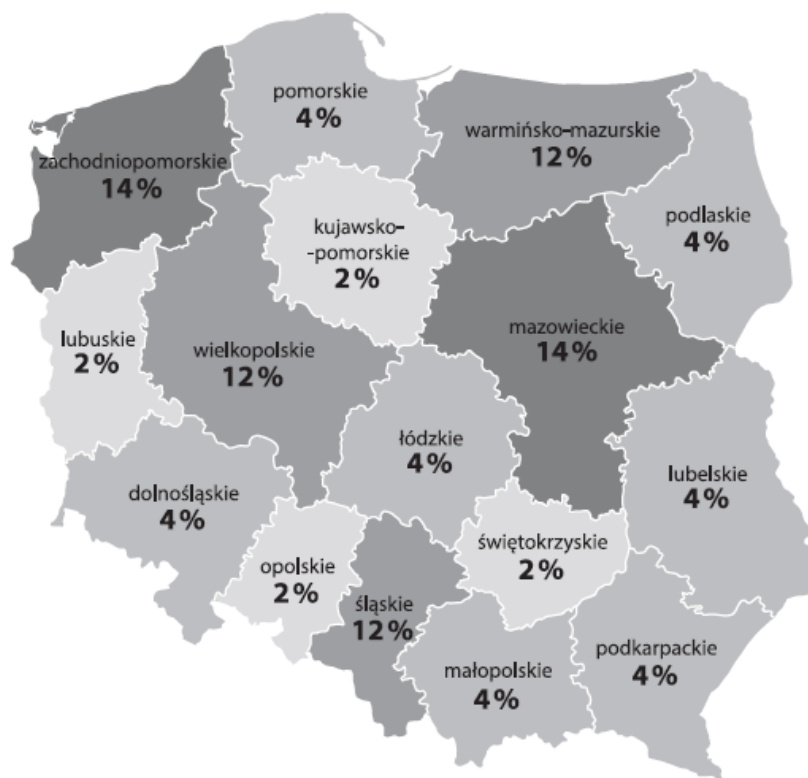 pomorskie
4%
warmińsko-mazurskie
12%
zachodniopomorskie
14%
podlaskie
4%
kujawsko-
-pomorskie
2%
mazowieckie
14%
lubuskie
2%
wielkopolskie
12%
łódzkie
4%
lubelskie
4%
dolnośląskie
4%
świętokrzyskie
2%
opolskie
2%
śląskie
12%
podkarpackie
4%
małopolskie
4%